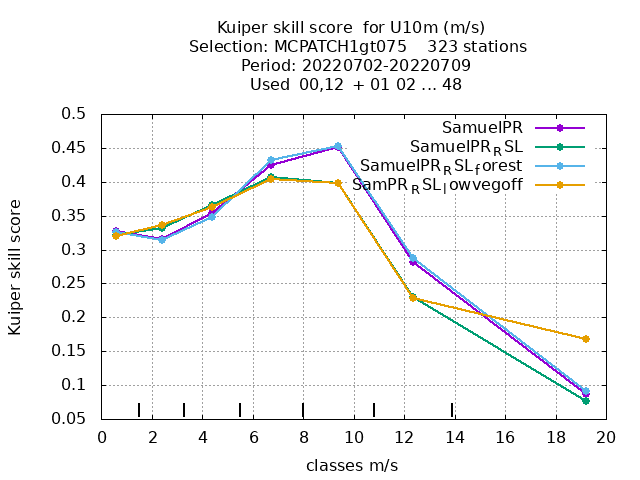 Kuiper skill score  for U10m (m/s)
Selection: MCPATCH1gt075    323 stations
Period: 20220702-20220709
Used  00,12  + 01 02 ... 48
SamuelPR
SamuelPR_RSL
SamuelPR_RSL_forest
SamPR_RSL_lowvegoff
Kuiper skill score
0.5
0.45
0.4
0.35
0.3
0.25
0.2
0.15
0.1
0.05
0 2 4 6 8 10 12 14 16 18 20
classes m/s